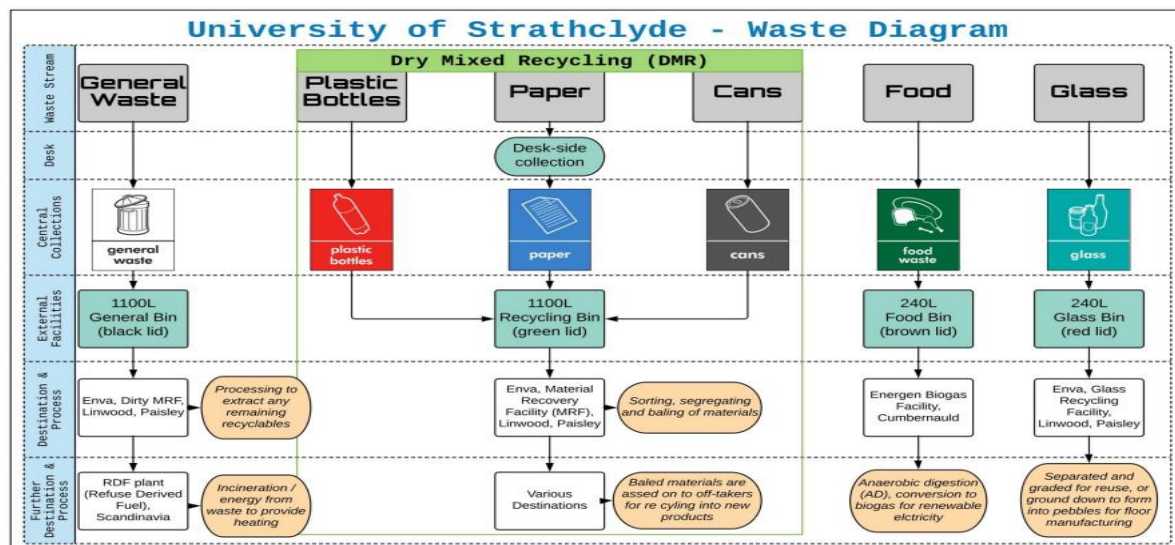 University of Strathclyde - Waste Diagram
Dry Mixed Recycling (DMR)
Waste Stream
General
Waste
Plastic
Bottles
Paper
Cans
Food
Glass
Desk
Desk-side
collection
Central
Collections
general
waste
plastic
bottles
paper
cans
food
waste
glass
External
Facilities
1100L
General Bin
(black lid)
1100L
Recycling Bin
(green lid)
240L
Food Bin
(brown lid)
240L
Glass Bin
(red lid)
Destination &
Process
Enva, Dirty MRF,
Linwood, Paisley
Processing to
extract any
remaining
recyclables
Enva, Material
Recovery
Facility (MRF),
Linwood, Paisley
Sorting, segregating
and baling of materials
Energen Biogas
Facility,
Cumbernauld
Enva, Glass
Recycling
Facility,
Linwood, Paisley
Further
Destination &
Process
RDF plant
(Refuse Derived
Fuel),
Scandinavia
Incineration /
energy from
waste to provide
heating
Various
Destinations
Baled materials are
assed on to off-takers
for re cyling into new
products
Anaerobic digestion
(AD), conversion to
biogas for renewable
elctricity
Separated and
graded for reuse, or
ground down to form
into pebbles for floor
manufacturing